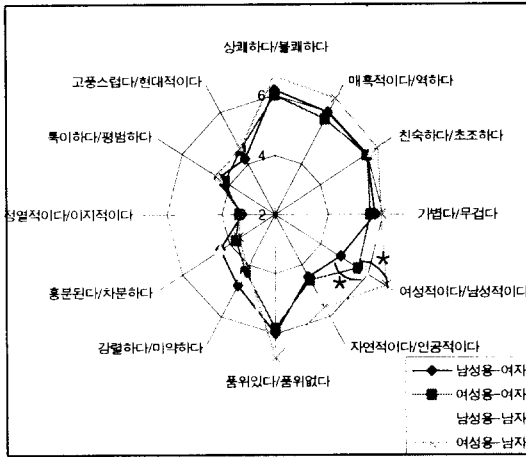 상쾌하다/불쾌하다
고풍스럽다/현대적이다
매혹적이다/역하다
6
특이하다/평범하다
4
친숙하다/초조하다
정열적이다/이지적이다
2
가볍다/무겁다
흥분된다/차분하다
여성적이다/남성적이다
강렬하다/미약하다
자연적이다/인공적이다
품위있다/품위없다
남성용-여자
여성용-여자
남성용-남자
여성용-남자